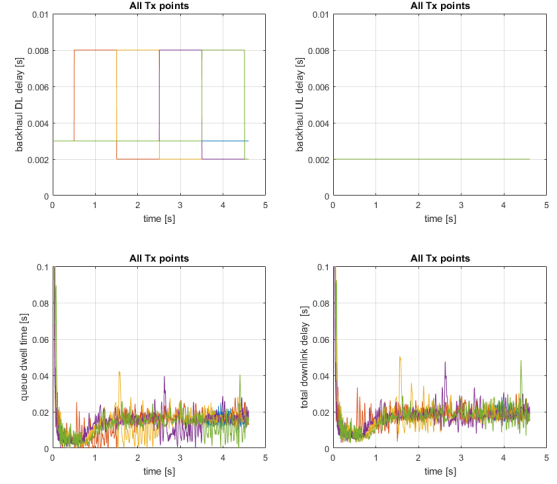 All Tx points
0.01
0.008
0.006
0.004
0.002
0
backhaul DL delay [s]
0 1 2 3 4 5
time [s]
All Tx points
0.01
0.008
0.006
0.004
0.002
0
backhaul UL delay [s]
0 1 2 3 4 5
time [s]
All Tx points
0.1
0.08
0.06
0.04
0.02
0
queue dwell time [s]
0 1 2 3 4 5
time [s]
All Tx points
0.1
0.08
0.06
0.04
0.02
0
total downlink delay [s]
0 1 2 3 4 5
time [s]